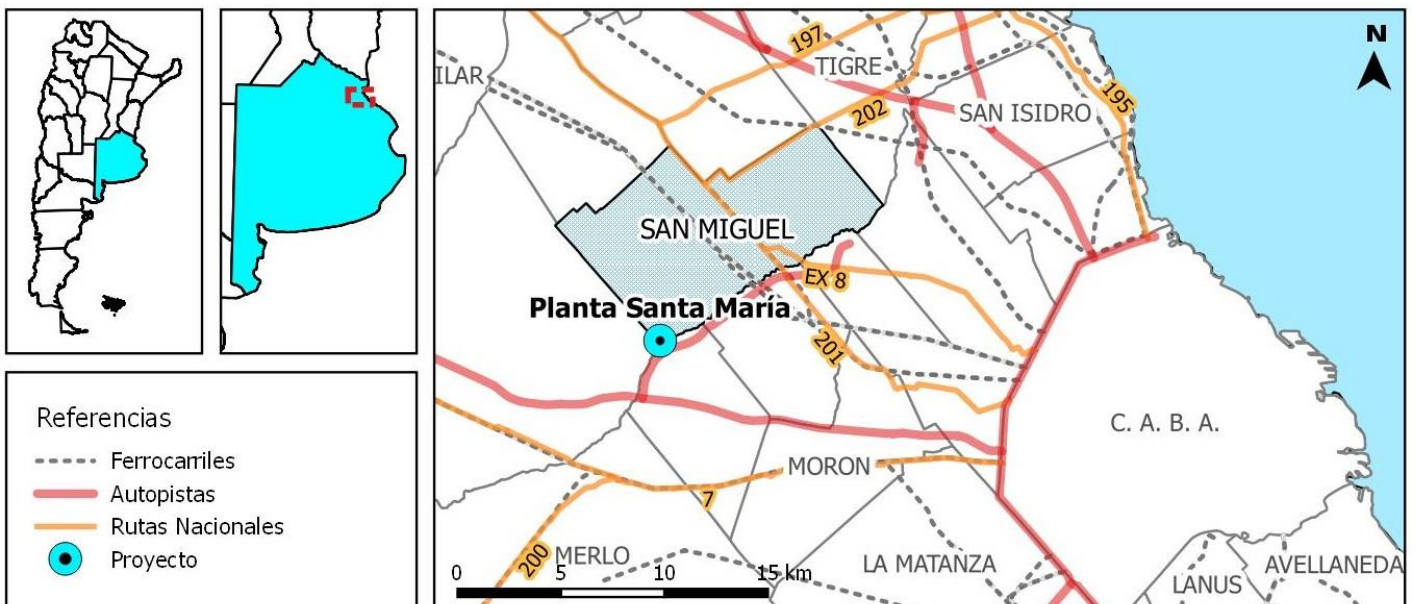 Referencias
Ferrocarriles
Autopistas
Rutas Nacionales
Proyecto
N
197
ILAR
TIGRE
195
202
SAN ISIDRO
SAN MIGUEL
EX 8
Planta Santa María
201
C. A. B. A.
MORON
7
200
MERLO
LA MATANZA
AVELLANEDA
LANUS
0 5 10 15 km